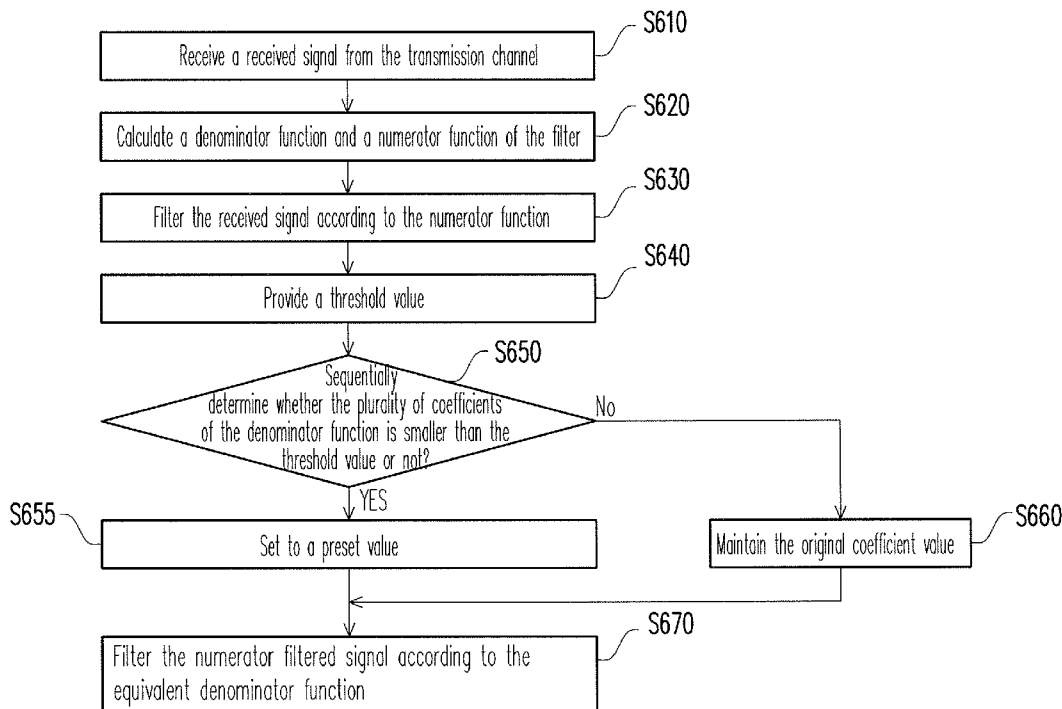 S610
Receive a received signal from the transmission channel
S620
Calculate a denominator function and a numerator function of the filter
S630
Filter the received signal according to the numerator function
S640
Provide a threshold value
S650
Sequentially
determine whether the plurality of coefficients
of the denominator function is smaller than the
threshold value or not?
No
YES
S655
Set to a preset value
S660
Maintain the original coefficient value
S670
Filter the numerator filtered signal according to the
equivalent denominator function